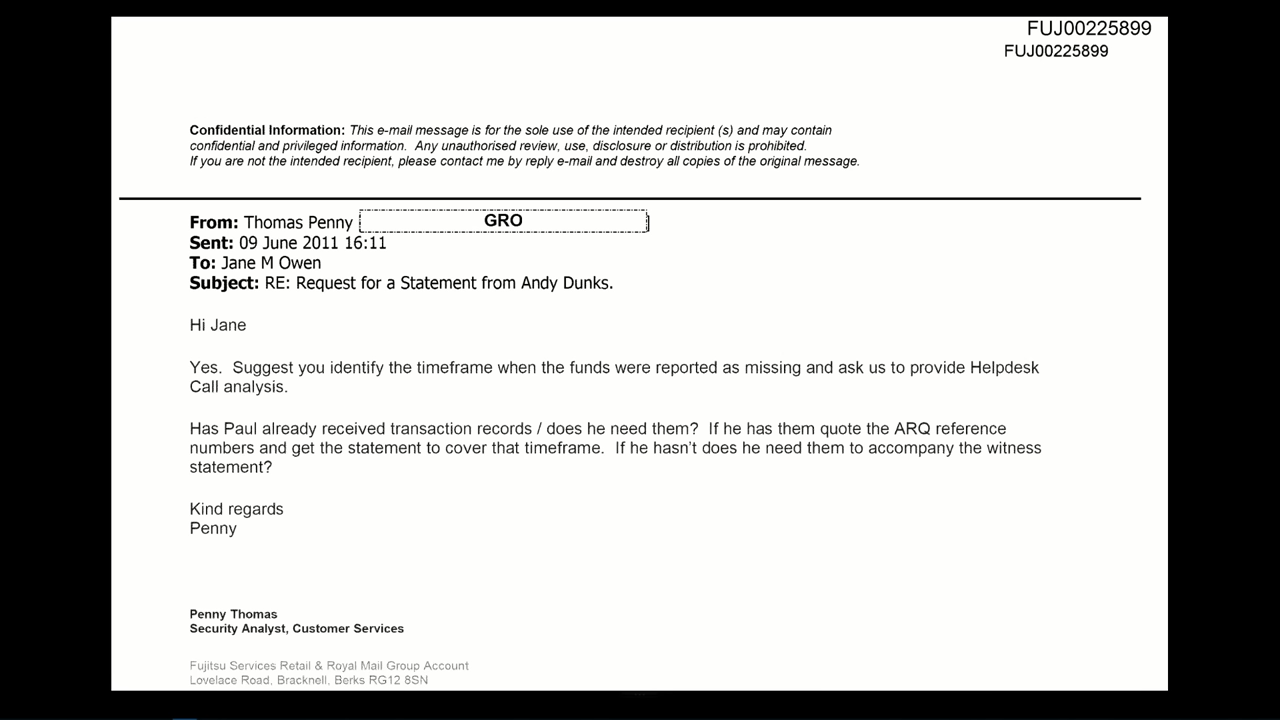 FUJ00225899
FUJ00225899
Confidential Information: This e-mail message is for the sole use of the intended recipient (s) and may contain
confidential and privileged information. Any unauthorised review, use, disclosure or distribution is prohibited.
If you are not the intended recipient, please contact me by reply e-mail and destroy all copies of the original message.
From: Thomas Penny GRO
Sent: 09 June 2011 16:11
To: Jane M Owen
Subject: RE: Request for a Statement from Andy Dunks.
Hi Jane
Yes. Suggest you identify the timeframe when the funds were reported as missing and ask us to provide Helpdesk
Call analysis.
Has Paul already received transaction records / does he need them? If he has them quote the ARQ reference
numbers and get the statement to cover that timeframe. If he hasn't does he need them to accompany the witness
statement?
Kind regards
Penny
Penny Thomas
Security Analyst, Customer Services
Fujitsu Services Retail & Royal Mail Group Account
Lovelace Road, Bracknell, Berks RG12 8SN